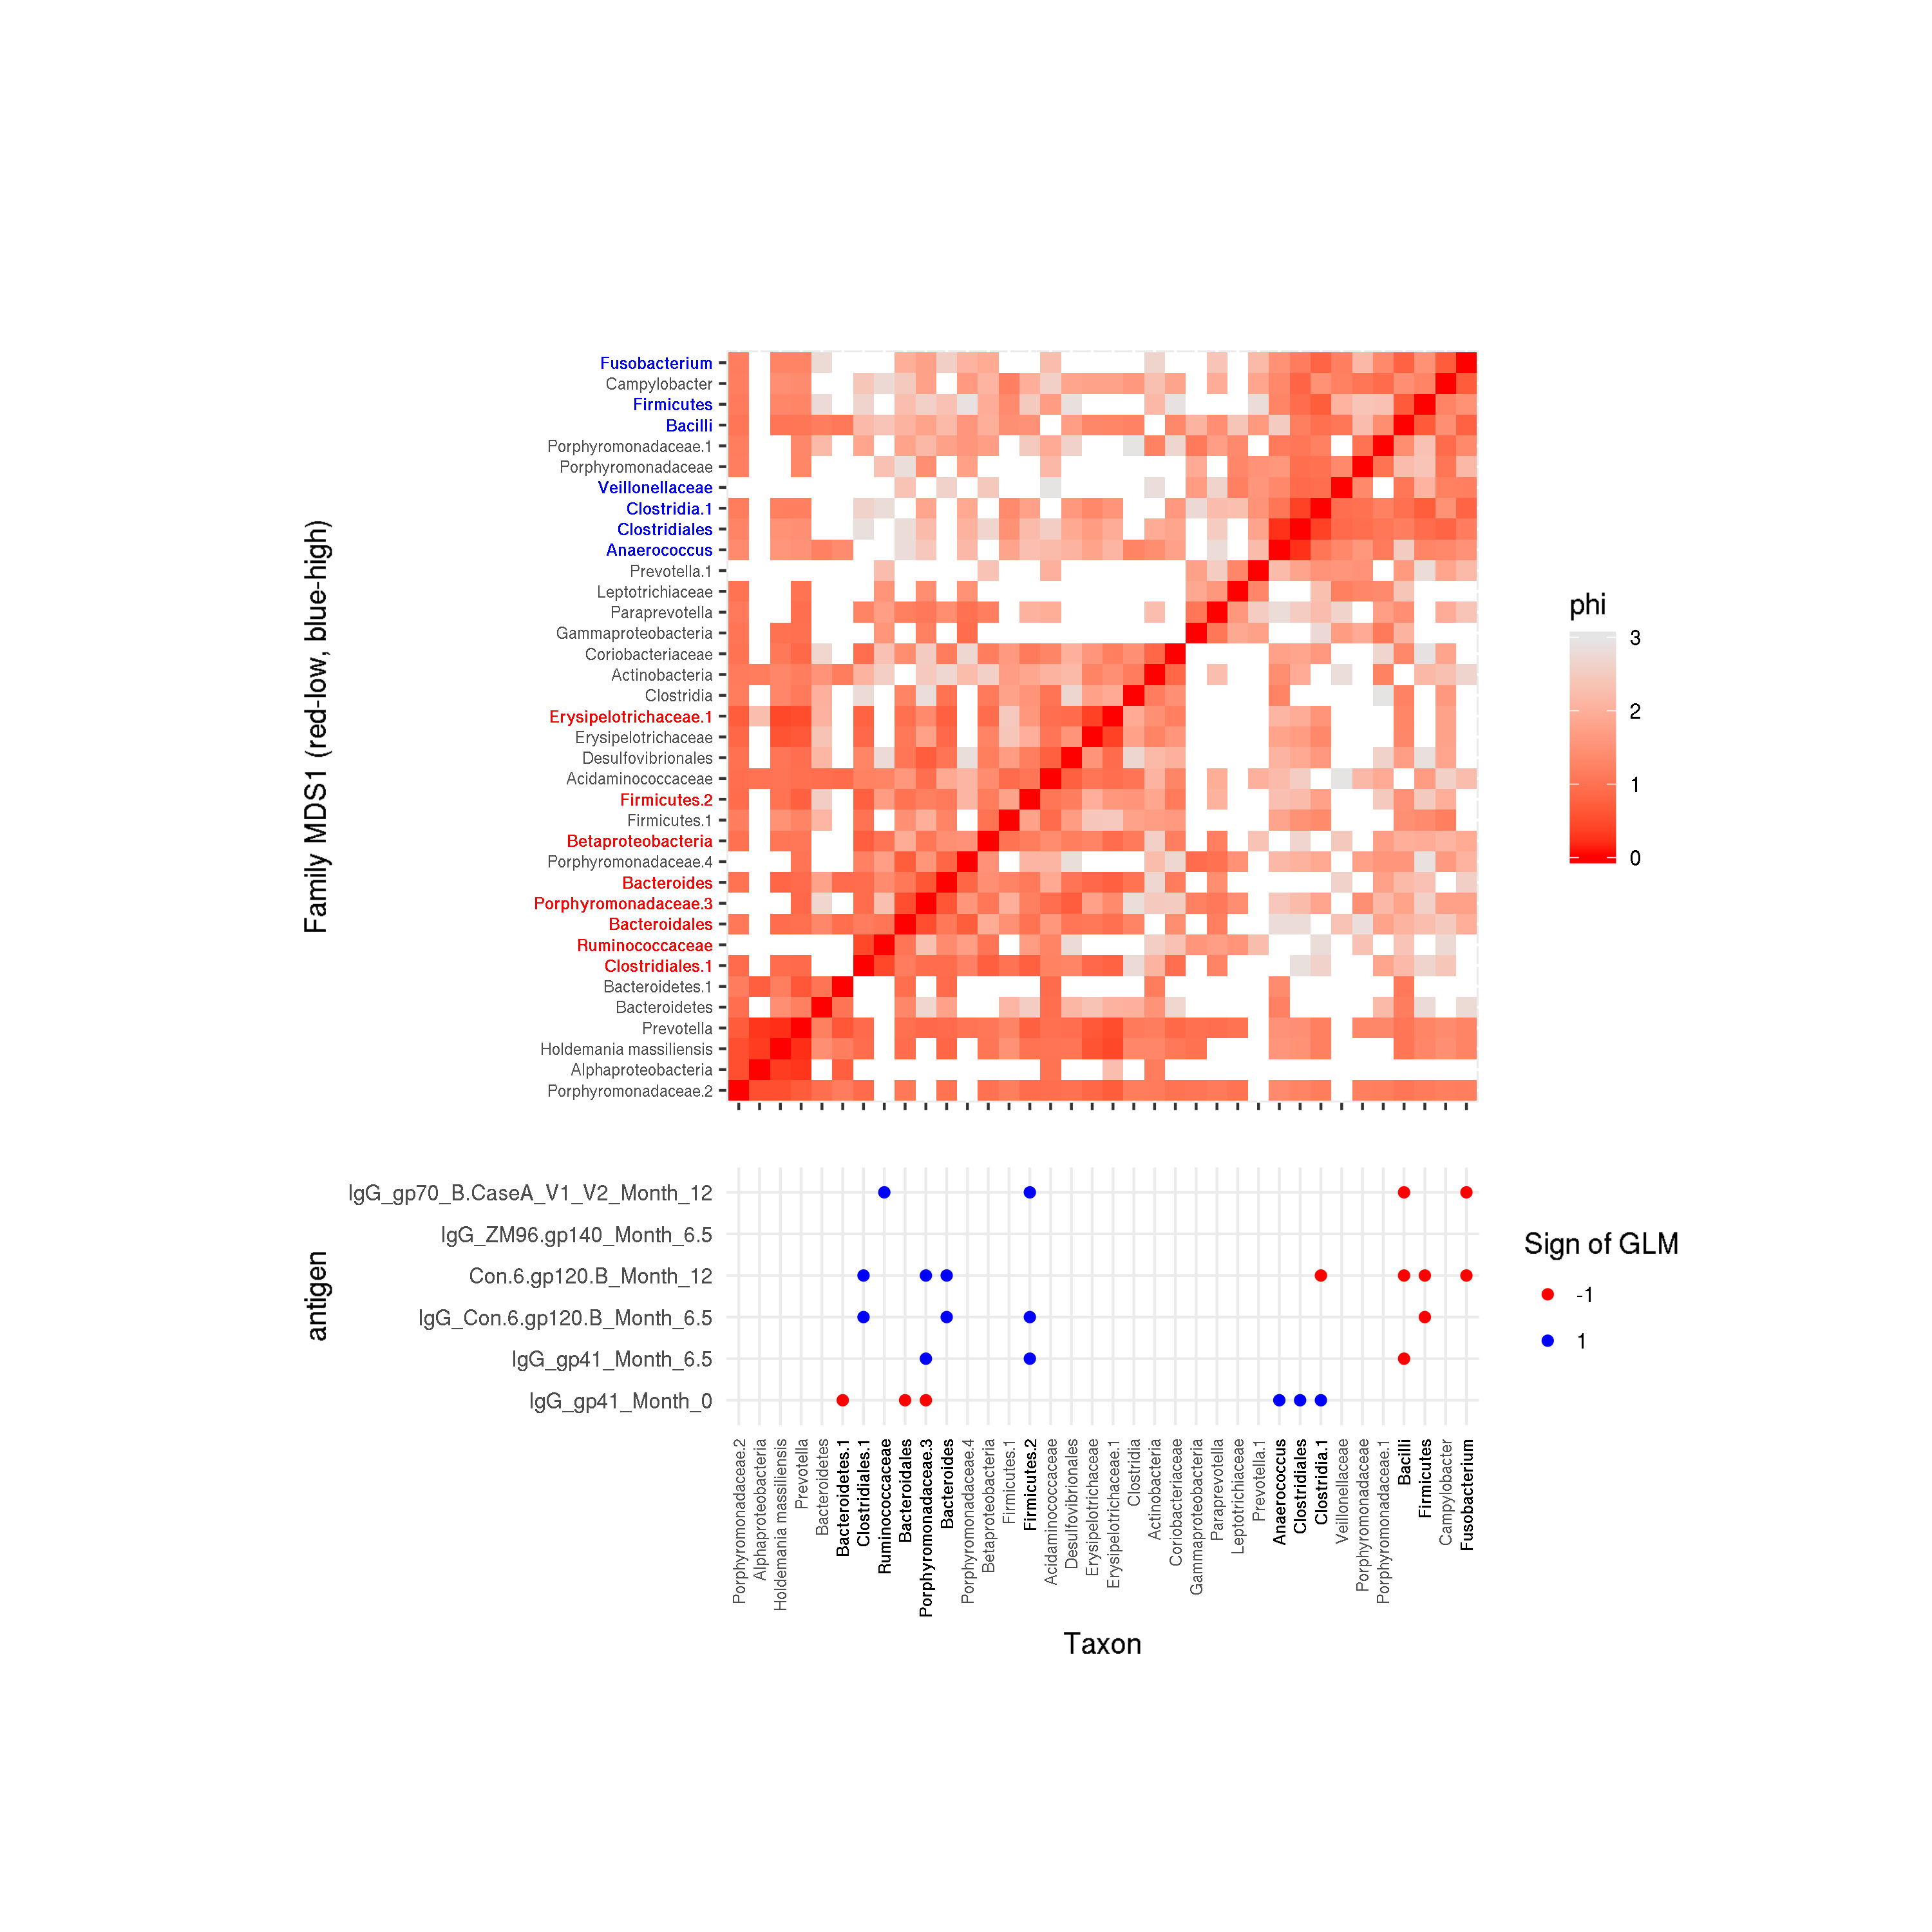 Family MDS1 (red-low, blue-high)
Fusobacterium
Campylobacter
Firmicutes
Bacilli
Porphyromonadaceae.1
Porphyromonadaceae
Veillonellaceae
Clostridia.1
Clostridiales
Anaerococcus
Prevotella.1
Leptotrichiaceae
Paraprevotella
Gammaproteobacteria
Coriobacteriaceae
Actinobacteria
Clostridia
Erysipelotrichaceae.1
Erysipelotrichaceae
Desulfovibrionales
Acidaminococcaceae
Firmicutes.2
Firmicutes.1
Betaproteobacteria
Porphyromonadaceae.4
Bacteroides
Porphyromonadaceae.3
Bacteroidales
Ruminococcaceae
Clostridiales.1
Bacteroidetes.1
Bacteroidetes
Prevotella
Holdemania massiliensis
Alphaproteobacteria
Porphyromonadaceae.2
phi
3
2
1
0
antigen
IgG_gp70_B.CaseA_V1_V2_Month_12
IgG_ZM96.gp140_Month_6.5
Con.6.gp120.B_Month_12
IgG_Con.6.gp120.B_Month_6.5
IgG_gp41_Month_6.5
IgG_gp41_Month_0
Sign of GLM
-1
1
Porphyromonadaceae.2
Alphaproteobacteria
Holdemania massiliensis
Prevotella
Bacteroidetes
Bacteroidetes.1
Clostridiales.1
Ruminococcaceae
Bacteroidales
Porphyromonadaceae.3
Bacteroides
Porphyromonadaceae.4
Betaproteobacteria
Firmicutes.1
Firmicutes.2
Acidaminococcaceae
Desulfovibrionales
Erysipelotrichaceae
Erysipelotrichaceae.1
Clostridia
Actinobacteria
Coriobacteriaceae
Gammaproteobacteria
Paraprevotella
Leptotrichiaceae
Prevotella.1
Anaerococcus
Clostridiales
Clostridia.1
Veillonellaceae
Porphyromonadaceae
Porphyromonadaceae.1
Bacilli
Firmicutes
Campylobacter
Fusobacterium
Taxon